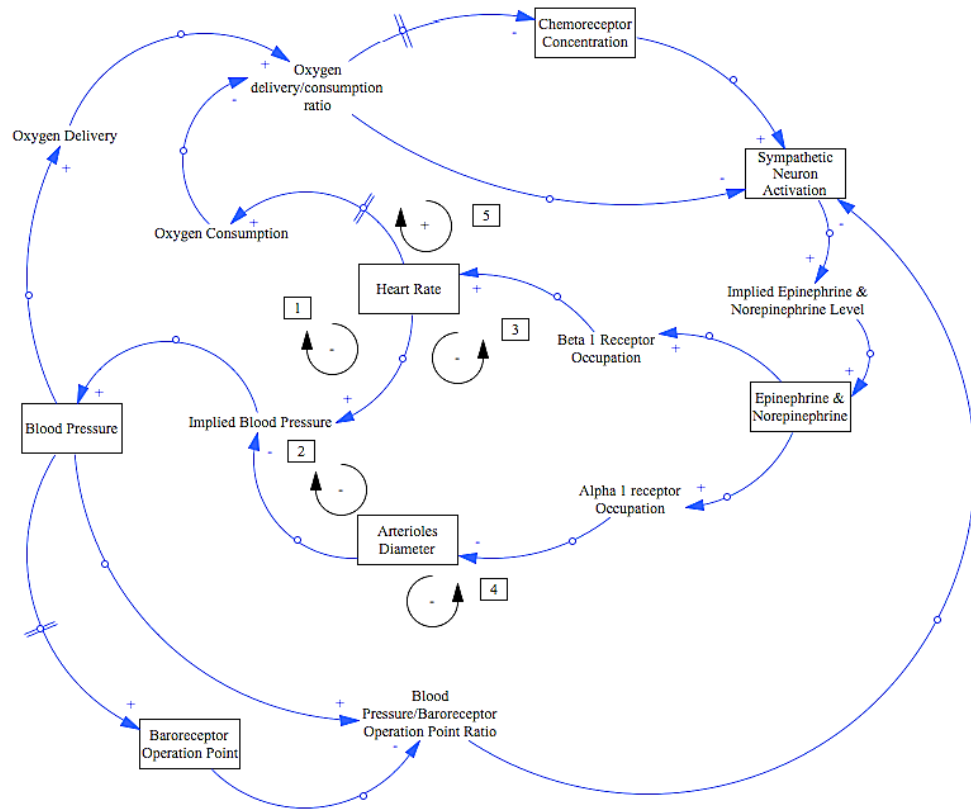 Chemoreceptor
Concentration
-
+
Oxygen
delivery/consumption
ratio
-
Oxygen Delivery
+
+
Sympathetic
Neuron
Activation
-
-
+
Oxygen Consumption
+
5
Heart Rate
+
+
Implied Epinephrine &
Norepinephrine Level
1
-
3
-
Beta 1 Receptor
Occupation
+
+
Epinephrine &
Norepinephrine
+
+
Blood Pressure
Implied Blood Pressure
-
2
-
+
Alpha 1 receptor
Occupation
Arterioles
Diameter
-
4
-
+
+
Blood
Pressure/Baroreceptor
Operation Point Ratio
-
Baroreceptor
Operation Point